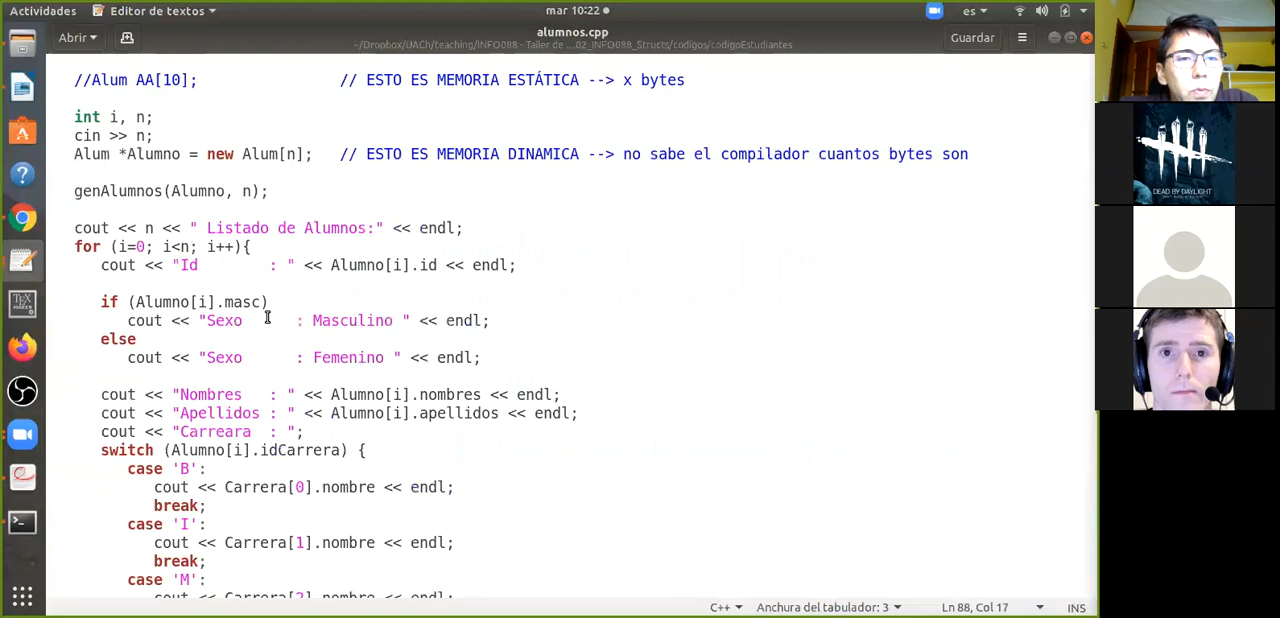 Actividades Editor de textos mar 10:22 es
Abrir alumnos.cpp Guardar
~/Dropbox/UACh/teaching/INFO088 - Taller de ...02_INFO088_Structs/codigos/codigoEstudiantes
//Alum AA[10]; // ESTO ES MEMORIA ESTÁTICA --> x bytes
int i, n;
cin >> n;
Alum *Alumno = new Alum[n]; // ESTO ES MEMORIA DINAMICA --> no sabe el compilador cuantos bytes son
genAlumnos(Alumno, n);
cout << n << " Listado de Alumnos:" << endl;
for (i=0; i<n; i++){
cout << "Id : " << Alumno[i].id << endl;
if (Alumno[i].masc)
cout << "Sexo : Masculino " << endl;
else
cout << "Sexo : Femenino " << endl;
cout << "Nombres : " << Alumno[i].nombres << endl;
cout << "Apellidos : " << Alumno[i].apellidos << endl;
cout << "Carreara : ";
switch (Alumno[i].idCarrera) {
case 'B':
cout << Carrera[0].nombre << endl;
break;
case 'I':
cout << Carrera[1].nombre << endl;
break;
case 'M':
cout << Carrera[2].nombre << endl;
C++ Anchura del tabulador: 3 Ln 88, Col 17 INS
DEAD BY DAYLIGHT